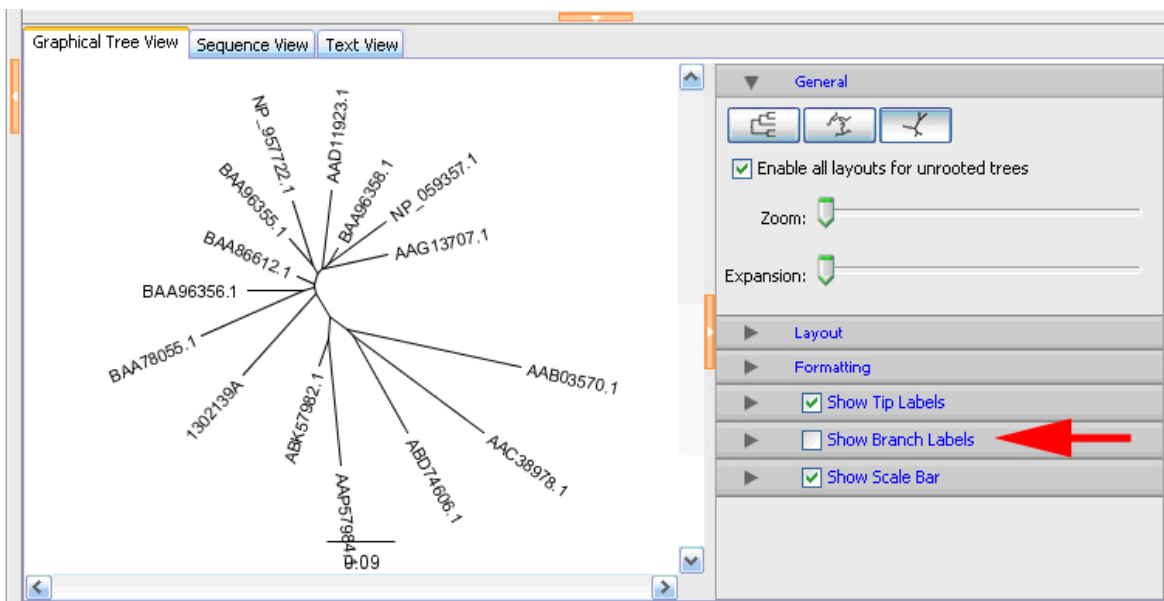 Graphical Tree View
Sequence View
Text View
NP_957722.1
AAD11923.1
BAA96358.1
NP_059357.1
BAA96355.1
AAG13707.1
BAA86612.1
BAA96356.1
BAA78055.1
1302139A
ABK57982.1
AAP57984.1
ABD74606.1
AAC38978.1
AAB03570.1
0.09
General
Enable all layouts for unrooted trees
Zoom:
Expansion:
Layout
Formatting
Show Tip Labels
Show Branch Labels
Show Scale Bar